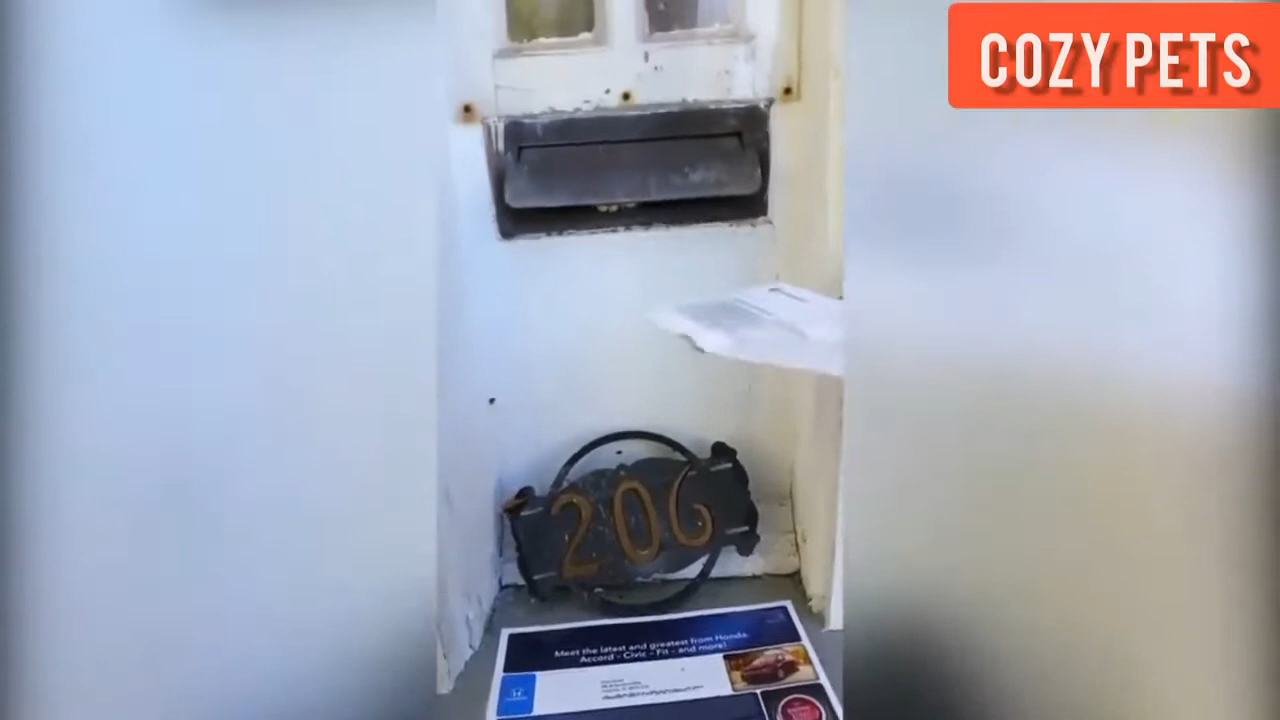 COZY PETS
206
Meet the latest and greatest from Honda.
Accord - Civic - Fit - and more!